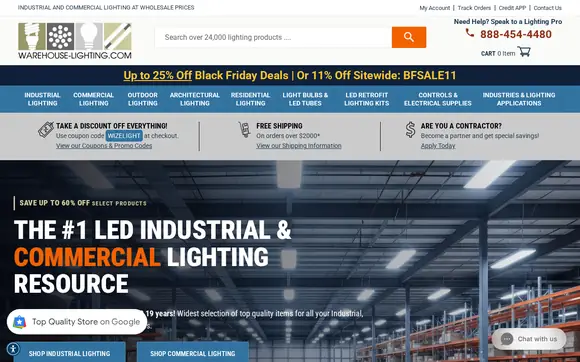 INDUSTRIAL AND COMMERCIAL LIGHTING AT WHOLESALE PRICES
My Account | Track Orders | Credit APP | Contact Us
WAREHOUSE-LIGHTING.COM
Search over 24,000 lighting products ....
Need Help? Speak to a Lighting Pro
888-454-4480
CART 0 Item
Up to 25% Off Black Friday Deals | Or 11% Off Sitewide: BFSALE11
INDUSTRIAL LIGHTING
COMMERCIAL LIGHTING
OUTDOOR LIGHTING
ARCHITECTURAL LIGHTING
RESIDENTIAL LIGHTING
LIGHT BULBS & LED TUBES
LED RETROFIT LIGHTING KITS
CONTROLS & ELECTRICAL SUPPLIES
INDUSTRIES & LIGHTING APPLICATIONS
TAKE A DISCOUNT OFF EVERYTHING!
Use coupon code WIZELIGHT at checkout.
View our Coupons & Promo Codes
FREE SHIPPING
On orders over $2000*
View our Shipping Information
ARE YOU A CONTRACTOR?
Become a partner and get special savings!
Apply Today
SAVE UP TO 60% OFF SELECT PRODUCTS
THE #1 LED INDUSTRIAL &
COMMERCIAL LIGHTING
RESOURCE
19 years! Widest selection of top quality items for all your Industrial,
Top Quality Store on Google
Chat with us
SHOP INDUSTRIAL LIGHTING
SHOP COMMERCIAL LIGHTING